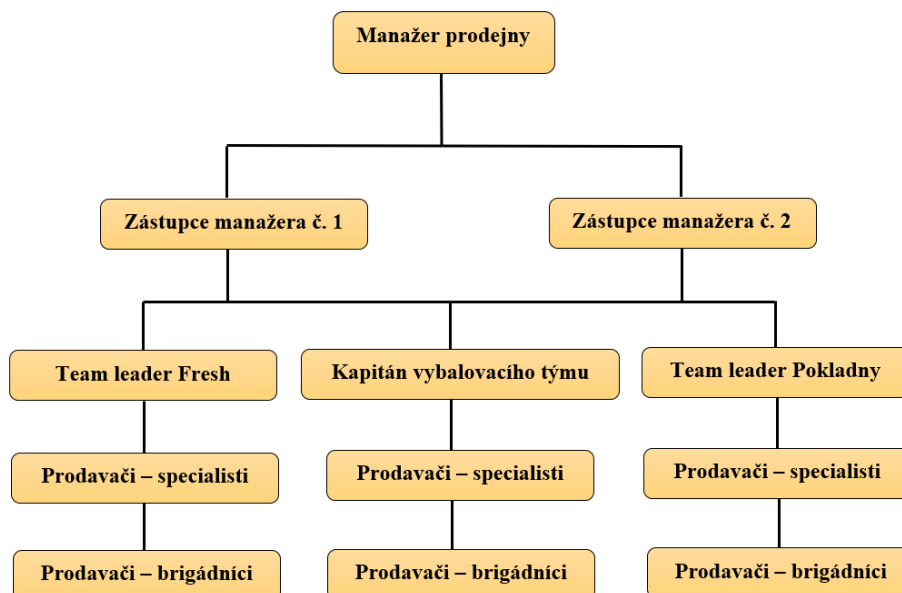 Manažer prodejny
Zástupce manažera č. 1
Zástupce manažera č. 2
Team leader Fresh
Kapitán vybalovacího týmu
Team leader Pokladny
Prodavači – specialisti
Prodavači – specialisti
Prodavači – specialisti
Prodavači – brigádníci
Prodavači – brigádníci
Prodavači – brigádníci